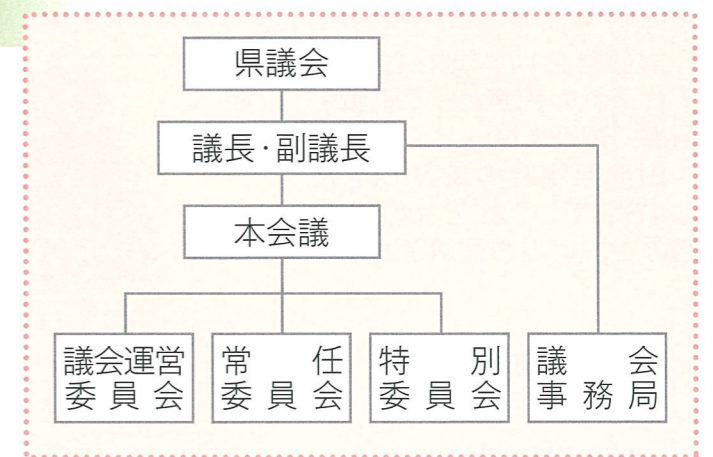 県議会
議長・副議長
本会議
議会運営
委員会
常任
委員会
特別
委員会
議会
事務局